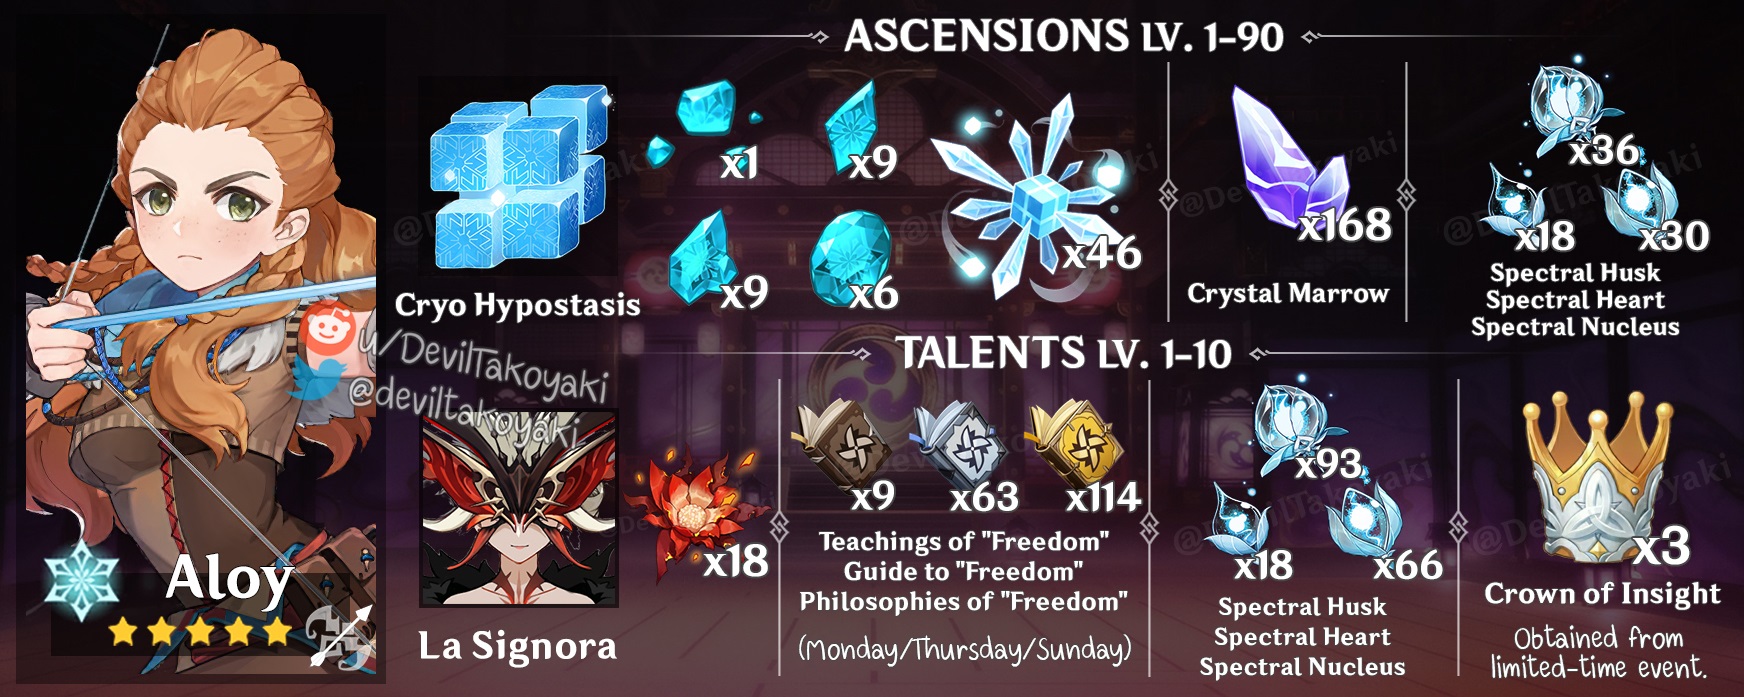 ASCENSIONS LV. 1-90
x1
x9
x9
x6
x46
Cryo Hypostasis
x168
Crystal Marrow
x36
x18
x30
Spectral Husk
Spectral Heart
Spectral Nucleus
u/DevilTakoyaki
@deviltakoyaki
TALENTS LV. 1-10
La Signora
x18
x9
x63
x114
Teachings of "Freedom"
Guide to "Freedom"
Philosophies of "Freedom"
(Monday/Thursday/Sunday)
x93
x18
x66
Spectral Husk
Spectral Heart
Spectral Nucleus
x3
Crown of Insight
Obtained from
limited-time event.
Aloy